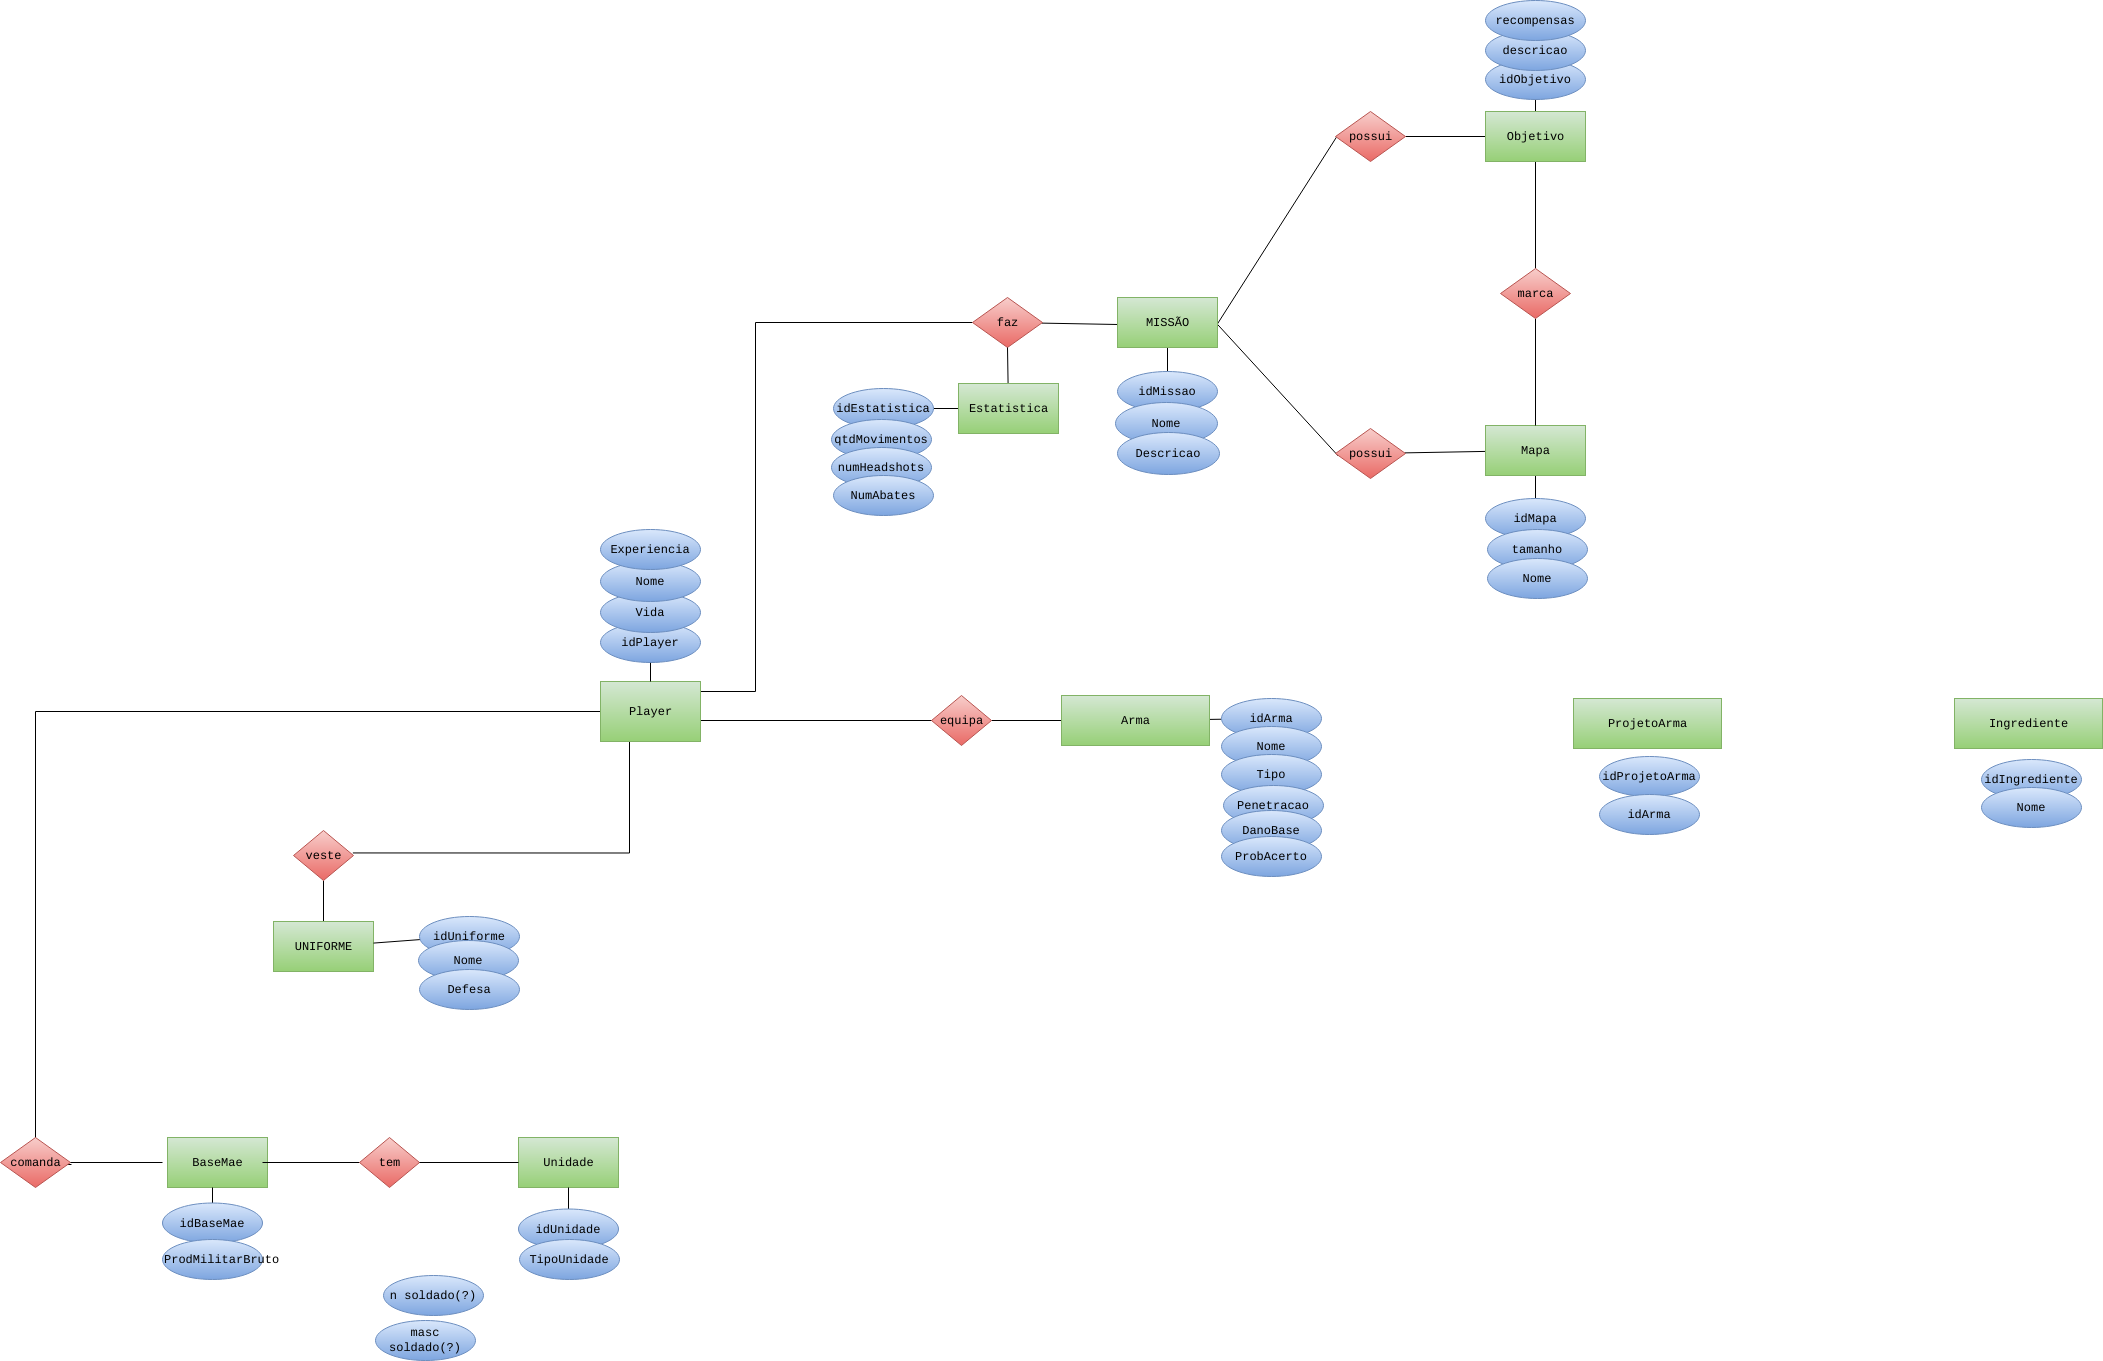 recompensas
descricao
idObjetivo
possui
Objetivo
marca
faz
MISSÃO
idMissao
Nome
Descricao
Estatistica
idEstatistica
qtdMovimentos
numHeadshots
NumAbates
possui
Mapa
idMapa
tamanho
Nome
Experiencia
Nome
Vida
idPlayer
Player
equipa
Arma
idArma
Nome
Tipo
Penetracao
DanoBase
ProbAcerto
ProjetoArma
idProjetoArma
idArma
Ingrediente
idIngrediente
Nome
veste
UNIFORME
idUniforme
Nome
Defesa
comanda
BaseMae
tem
Unidade
idBaseMae
ProdMilitarBruto
idUnidade
TipoUnidade
n soldado(?)
masc
soldado(?)